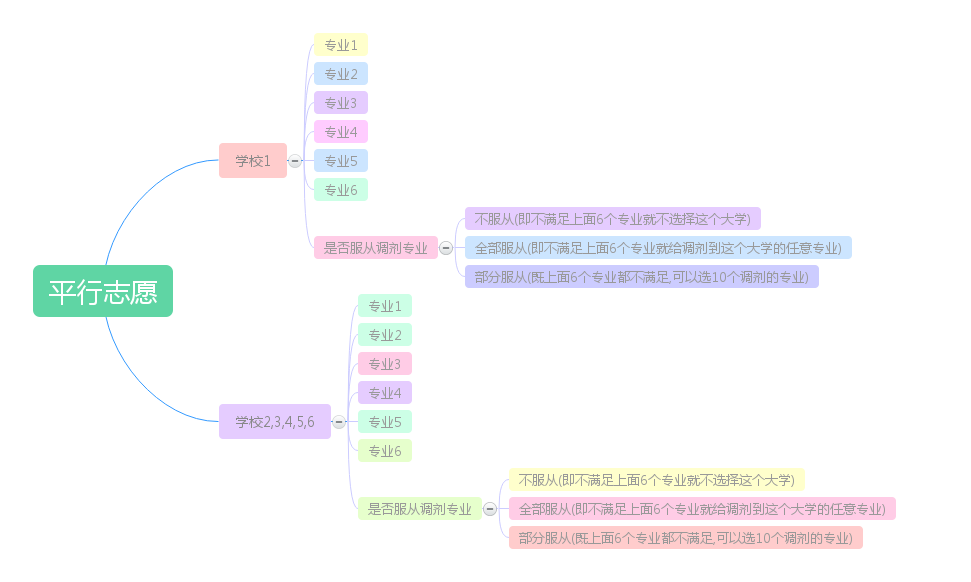 平行志愿
学校1
专业1
专业2
专业3
专业4
专业5
专业6
是否服从调剂专业
不服从(即不满足上面6个专业就不选择这个大学)
全部服从(即不满足上面6个专业就给调剂到这个大学的任意专业)
部分服从(既上面6个专业都不满足,可以选10个调剂的专业)
学校2,3,4,5,6
专业1
专业2
专业3
专业4
专业5
专业6
是否服从调剂专业
不服从(即不满足上面6个专业就不选择这个大学)
全部服从(即不满足上面6个专业就给调剂到这个大学的任意专业)
部分服从(既上面6个专业都不满足,可以选10个调剂的专业)